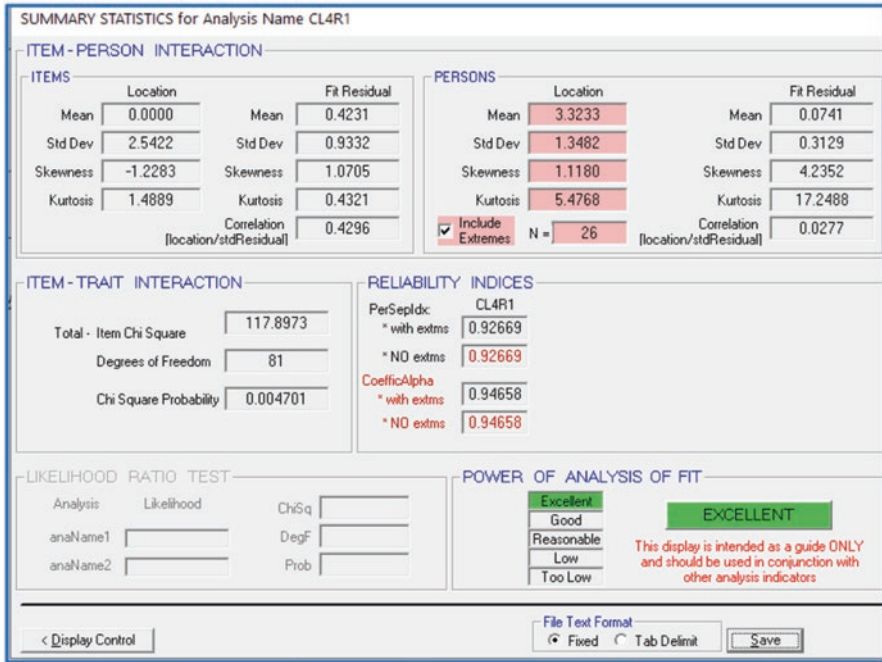 SUMMARY STATISTICS for Analysis Name CL4R1
ITEM-PERSON INTERACTION
ITEMS
Location
Fit Residual
Mean 0.0000 Mean 0.4231
Std Dev 2.5422 Std Dev 0.9332
Skewness -1.2283 Skewness 1.0705
Kurtosis 1.4889 Kurtosis 0.4321
Correlation
[location/stdResidual] 0.4296
PERSONS
Location
Fit Residual
Mean 3.3233 Mean 0.0741
Std Dev 1.3482 Std Dev 0.3129
Skewness 1.1180 Skewness 4.2352
Kurtosis 5.4768 Kurtosis 17.2488
Include
Extremes N = 26
Correlation
[location/stdResidual] 0.0277
ITEM-TRAIT INTERACTION
Total - Item Chi Square 117.8973
Degrees of Freedom 81
Chi Square Probability 0.004701
RELIABILITY INDICES
PerSepIdx: CL4R1
* with extms 0.92669
* NO extms 0.92669
CoefficAlpha
* with extms 0.94658
* NO extms 0.94658
LIKELIHOOD RATIO TEST
Analysis Likelihood
anaName1
anaName2
ChiSq
DegF
Prob
POWER OF ANALYSIS OF FIT
Excellent
Good
Reasonable
Low
Too Low
EXCELLENT
This display is intended as a guide ONLY
and should be used in conjunction with
other analysis indicators
< Display Control
File Text Format
Fixed Tab Delimit
Save